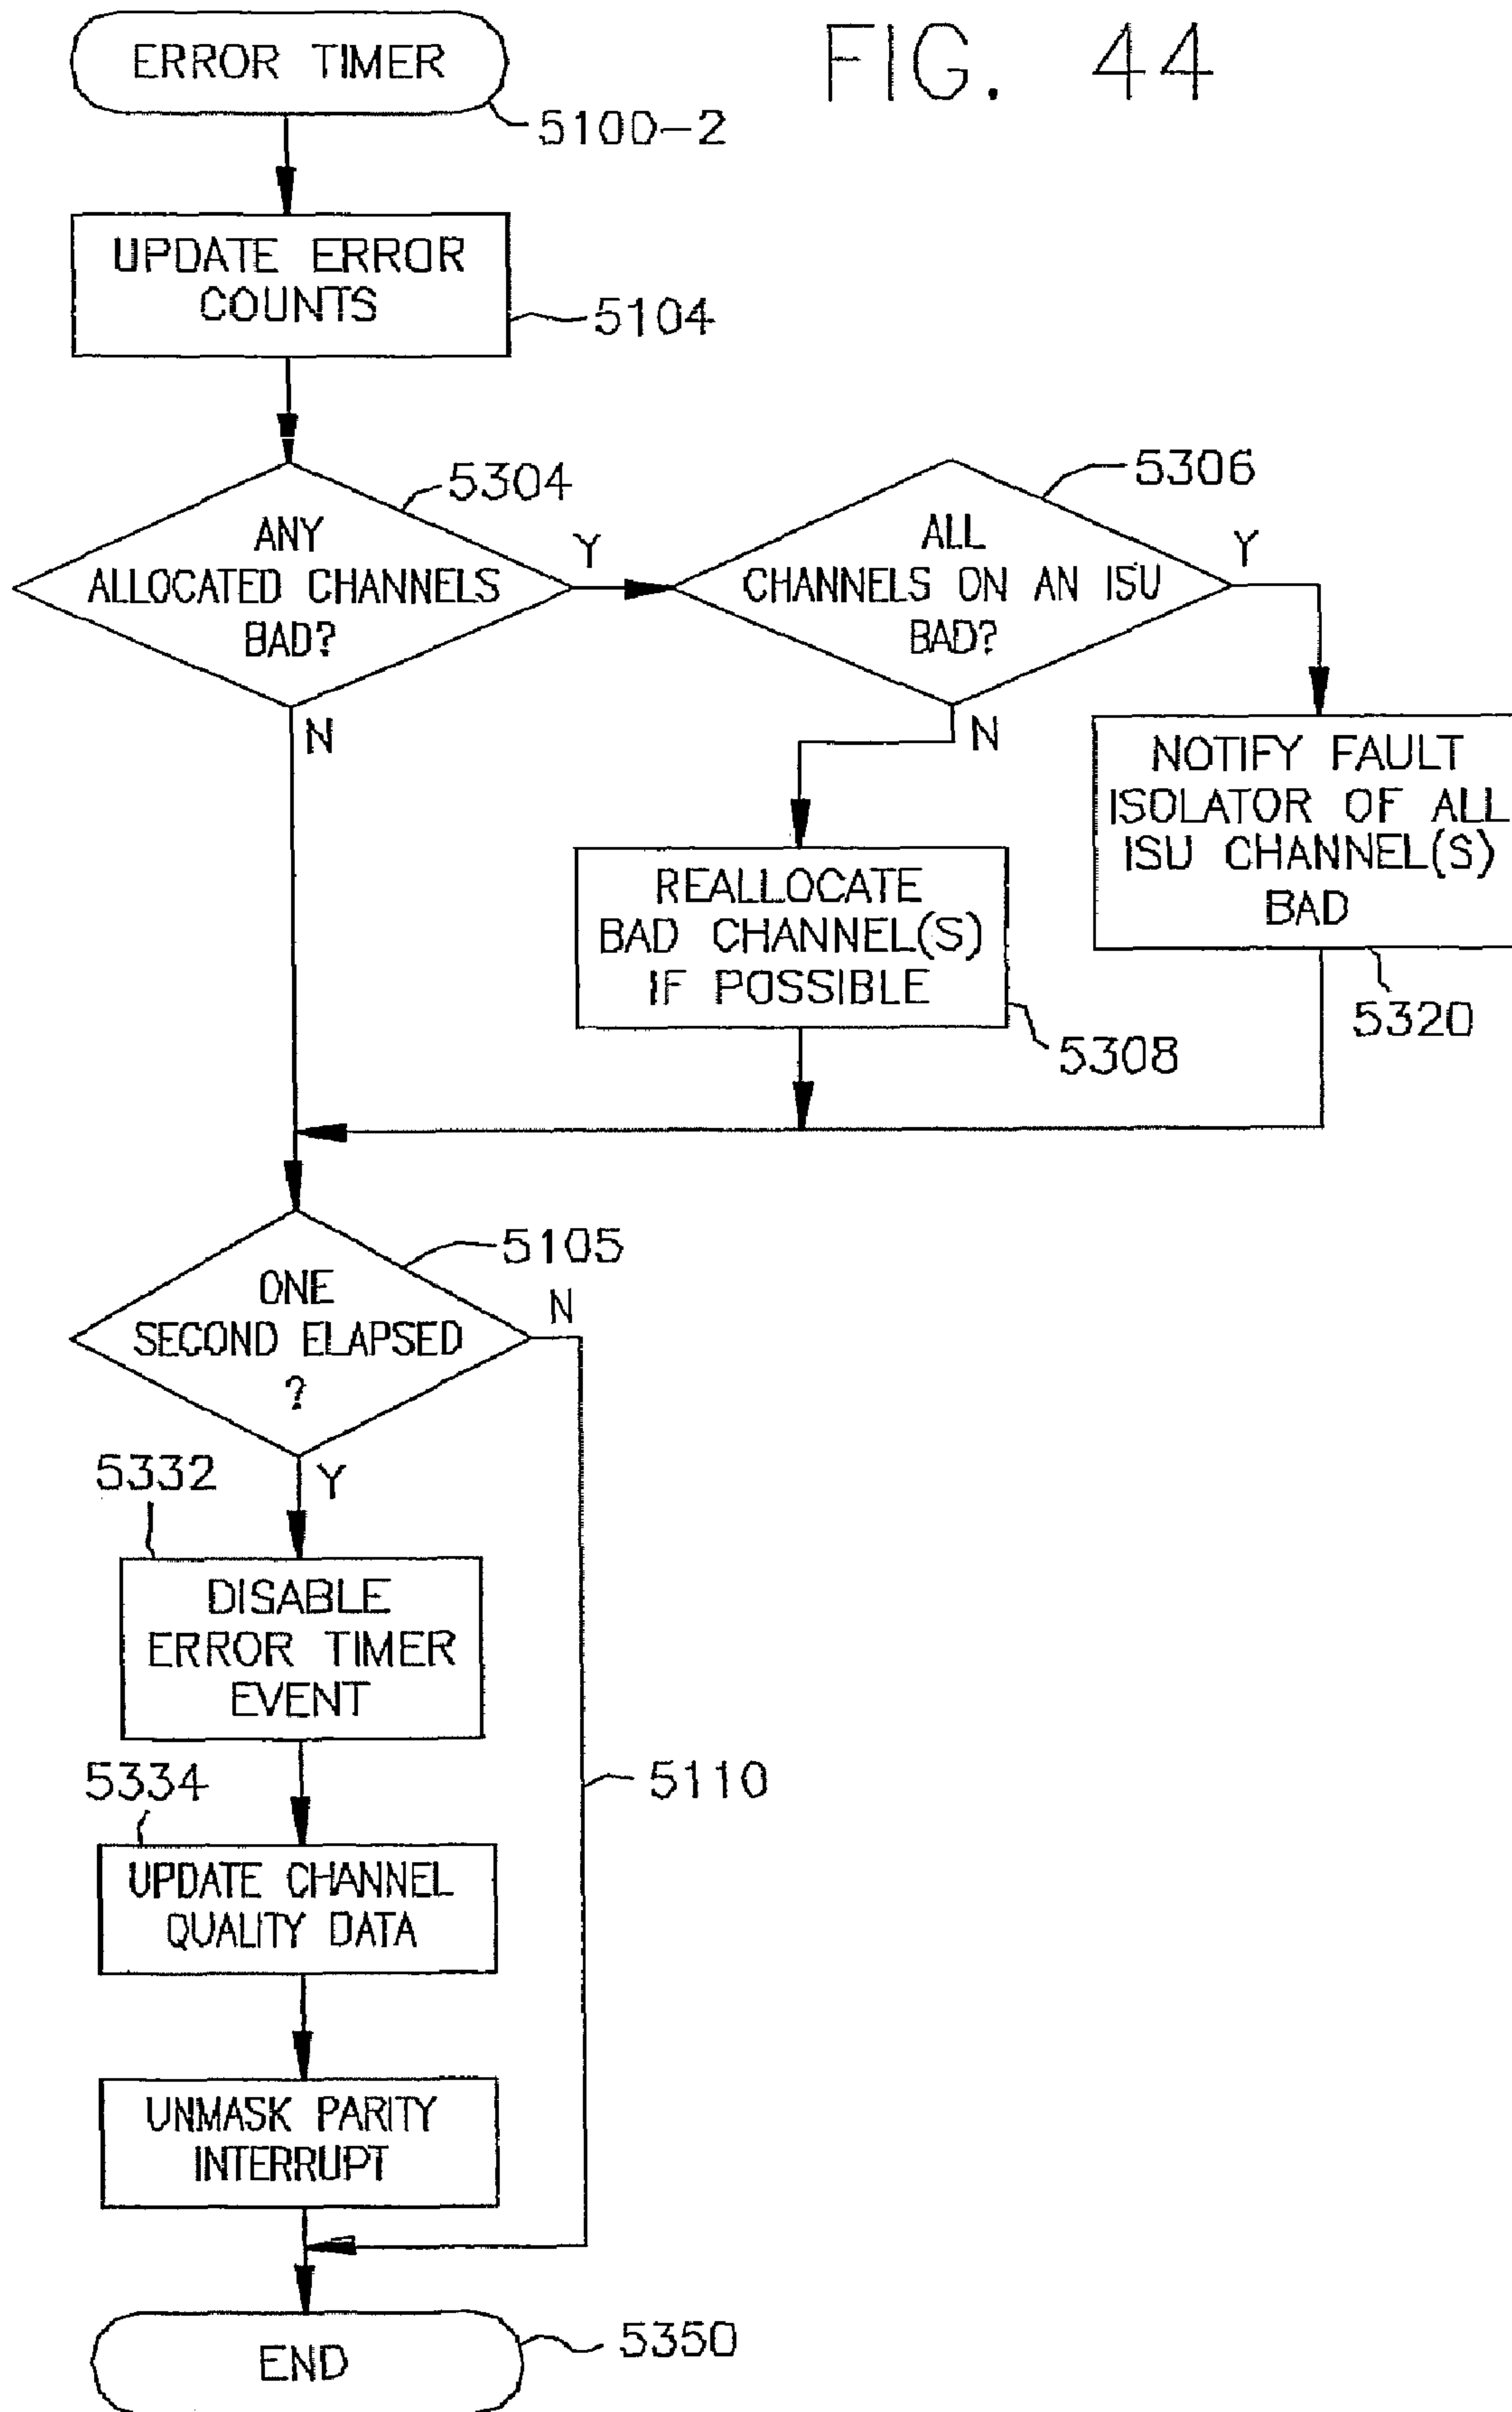 FIG. 44
ERROR TIMER
5100-2
UPDATE ERROR
COUNTS
5104
5304
ANY
ALLOCATED CHANNELS
BAD?
Y
N
5306
ALL
CHANNELS ON AN ISU
BAD?
Y
N
NOTIFY FAULT
ISOLATOR OF ALL
ISU CHANNEL(S)
BAD
5320
REALLOCATE
BAD CHANNEL(S)
IF POSSIBLE
5308
5105
ONE
SECOND ELAPSED
?
N
Y
5332
DISABLE
ERROR TIMER
EVENT
5110
5334
UPDATE CHANNEL
QUALITY DATA
UNMASK PARITY
INTERRUPT
END
5350